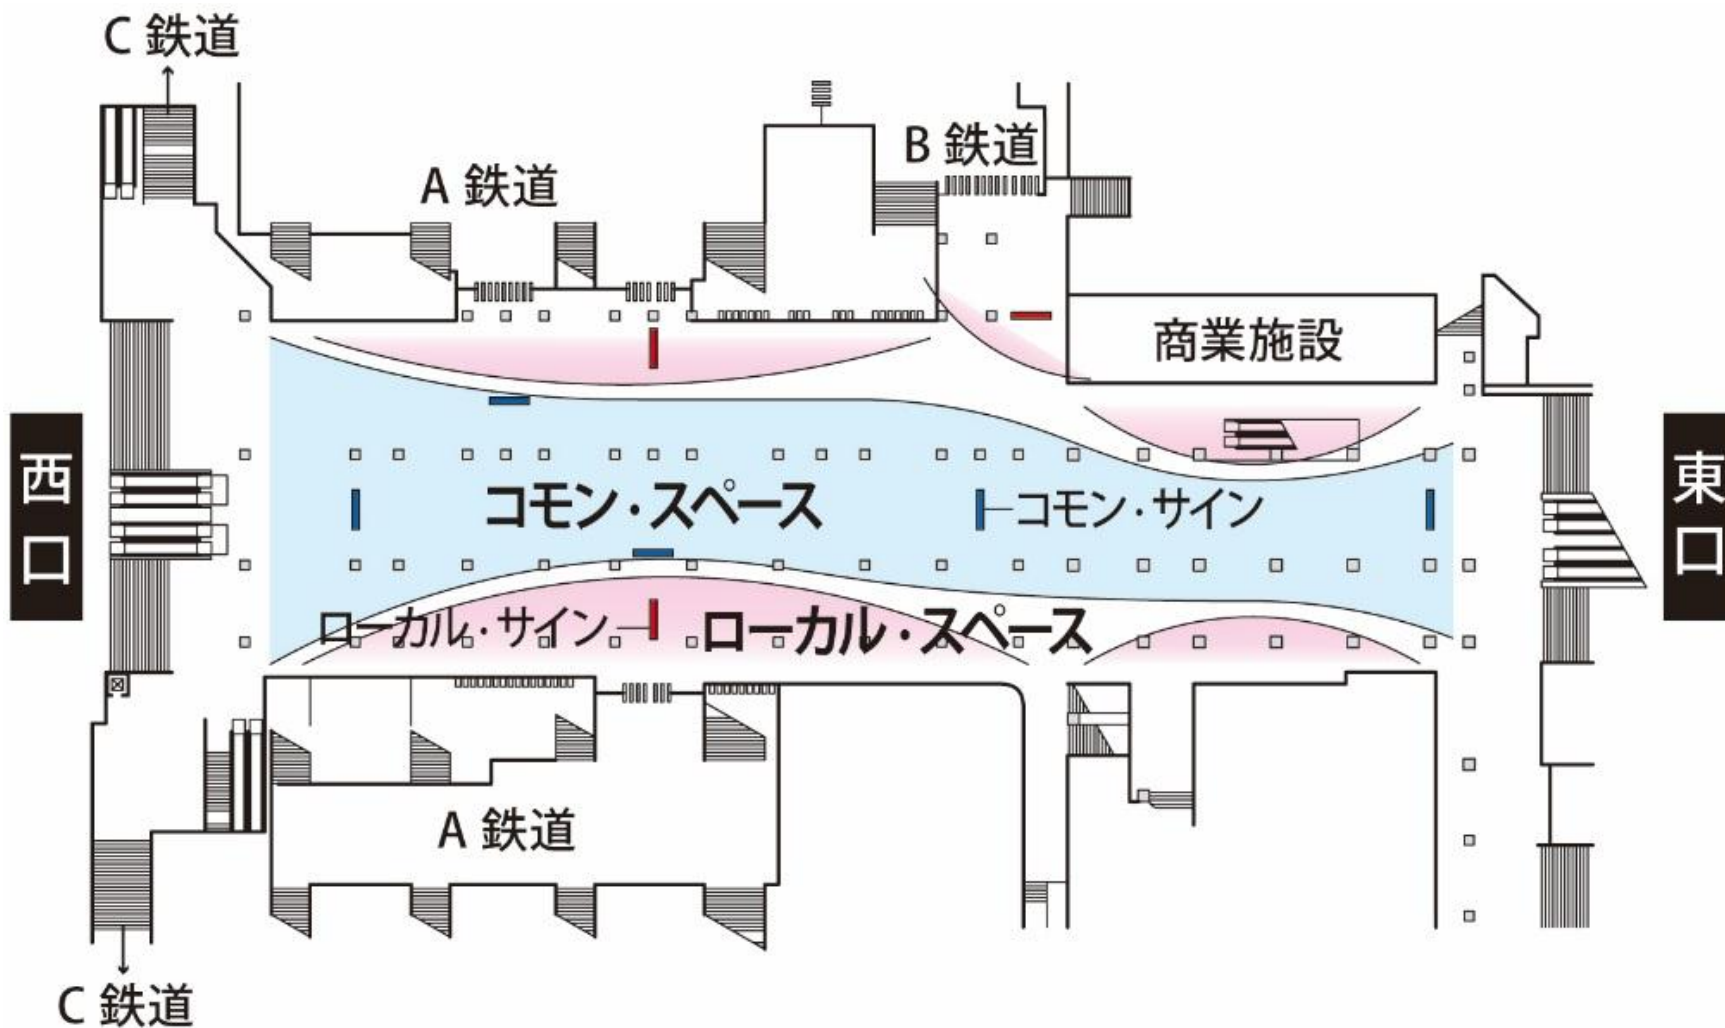 C 鉄道
A 鉄道
B 鉄道
商業施設
西口
東口
コモン・スペース
コモン・サイン
ローカル・サイン
ローカル・スペース
A 鉄道
C 鉄道